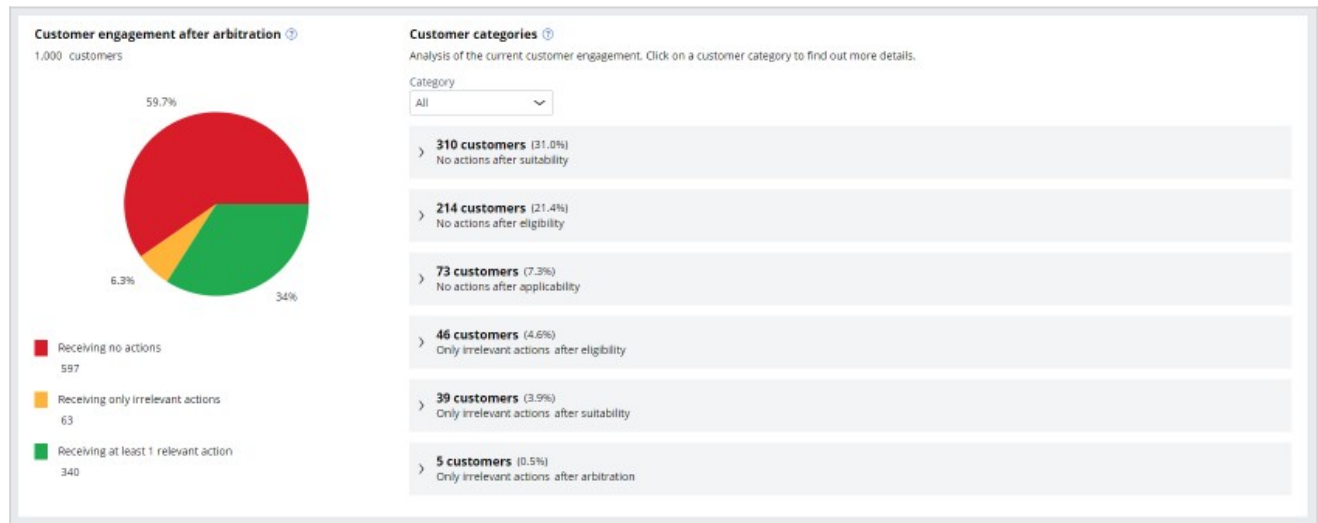 Customer engagement after arbitration ?
1,000 customers
59.7%
6.3%
34%
Receiving no actions
597
Receiving only irrelevant actions
63
Receiving at least 1 relevant action
340
Customer categories ?
Analysis of the current customer engagement. Click on a customer category to find out more details.
Category
All
310 customers (31.0%)
No actions after suitability
214 customers (21.4%)
No actions after eligibility
73 customers (7.3%)
No actions after applicability
46 customers (4.6%)
Only irrelevant actions after eligibility
39 customers (3.9%)
Only irrelevant actions after suitability
5 customers (0.5%)
Only irrelevant actions after arbitration